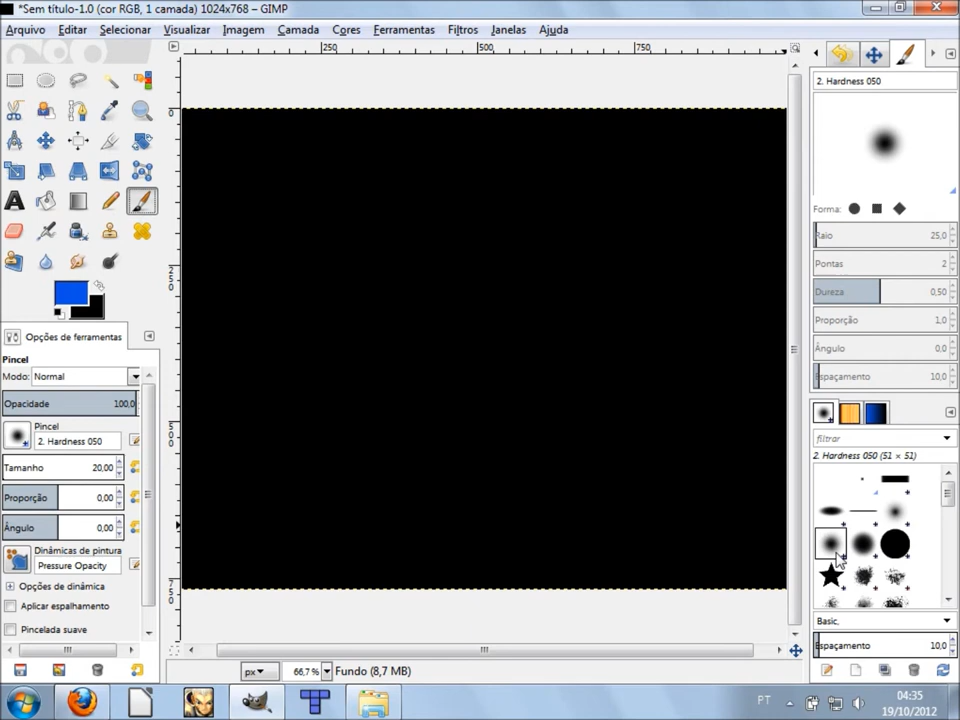 *Sem título-1.0 (cor RGB, 1 camada) 1024x768 – GIMP
Arquivo Editar Selecionar Visualizar Imagem Camada Cores Ferramentas Filtros Janelas Ajuda
250 500 750
0
250
500
750
Opções de ferramentas
Pincel
Modo: Normal
Opacidade 100,0
Pincel
2. Hardness 050
Tamanho 20,00
Proporção 0,00
Ângulo 0,00
Dinâmicas de pintura
Pressure Opacity
Opções de dinâmica
Aplicar espalhamento
Pincelada suave
px 66,7 % Fundo (8,7 MB)
2. Hardness 050
Forma:
Raio 25,0
Pontas 2
Dureza 0,50
Proporção 1,0
Ângulo 0,0
Espaçamento 10,0
filtrar
2. Hardness 050 (51 × 51)
Basic,
Espaçamento 10,0
PT
04:35
19/10/2012